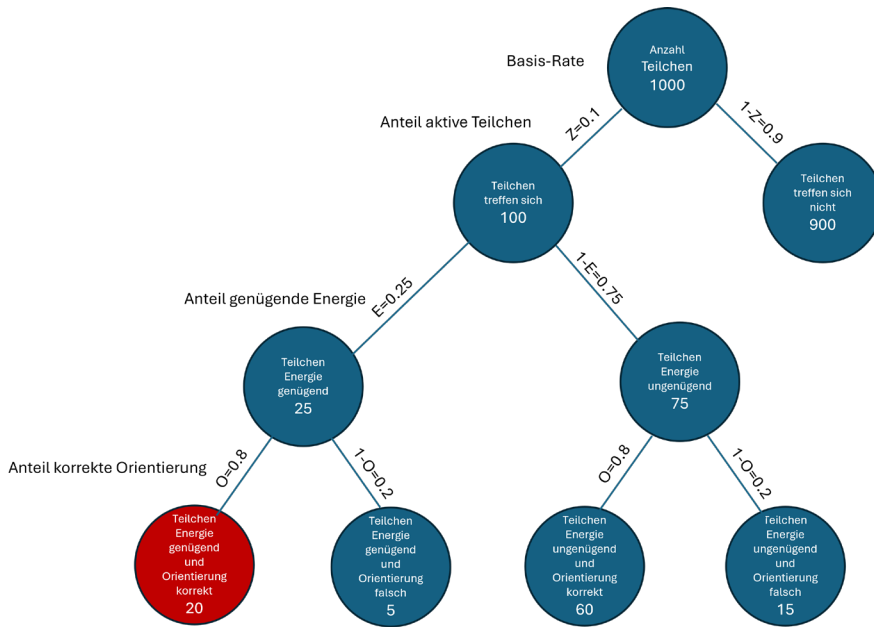 Basis-Rate
Anzahl
Teilchen
1000
Anteil aktive Teilchen
Z=0.1
1-Z=0.9
Teilchen
treffen sich
100
Teilchen
treffen sich
nicht
900
Anteil genügende Energie
E=0.25
1-E=0.75
Teilchen
Energie
genügend
25
Teilchen
Energie
ungenügend
75
Anteil korrekte Orientierung
O=0.8
1-O=0.2
O=0.8
1-O=0.2
Teilchen
Energie
genügend
und
Orientierung
korrekt
20
Teilchen
Energie
genügend
und
Orientierung
falsch
5
Teilchen
Energie
ungenügend und
Orientierung
korrekt
60
Teilchen
Energie
ungenügend und
Orientierung
falsch
15